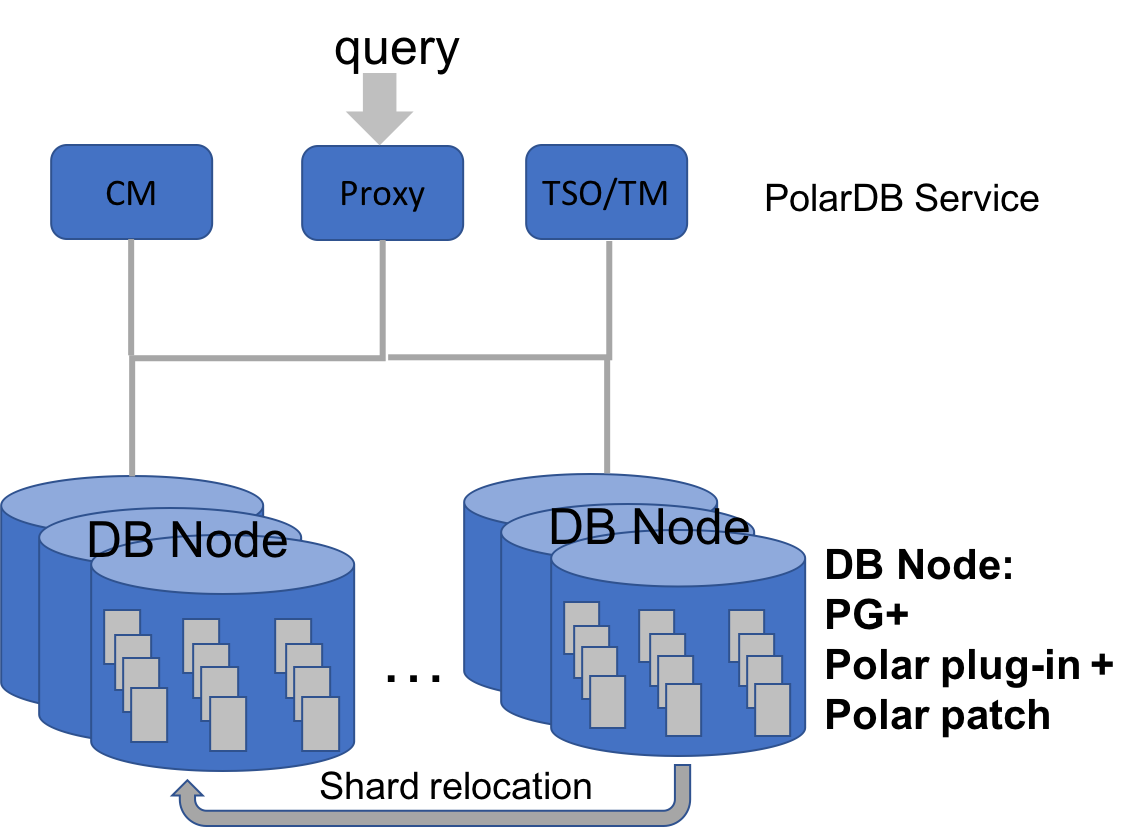 query
CM
Proxy
TSO/TM
PolarDB Service
DB Node
DB Node
DB Node:
PG+
Polar plug-in +
Polar patch
...
Shard relocation